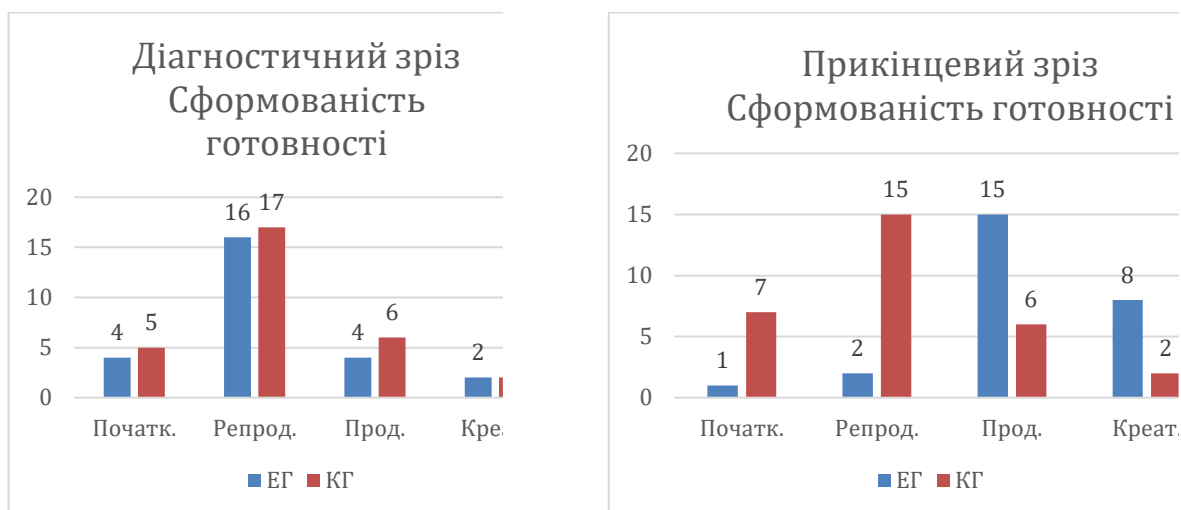 Діагностичний зріз
Сформованість
готовності
20
15
10
5
0
4
5
16
17
4
6
2
Початк. Репрод. Прод. Креа
ЕГ КГ
Прикінцевий зріз
Сформованість готовності
20
15
10
5
0
1
7
2
15
15
6
8
2
Початк. Репрод. Прод. Креат.
ЕГ КГ